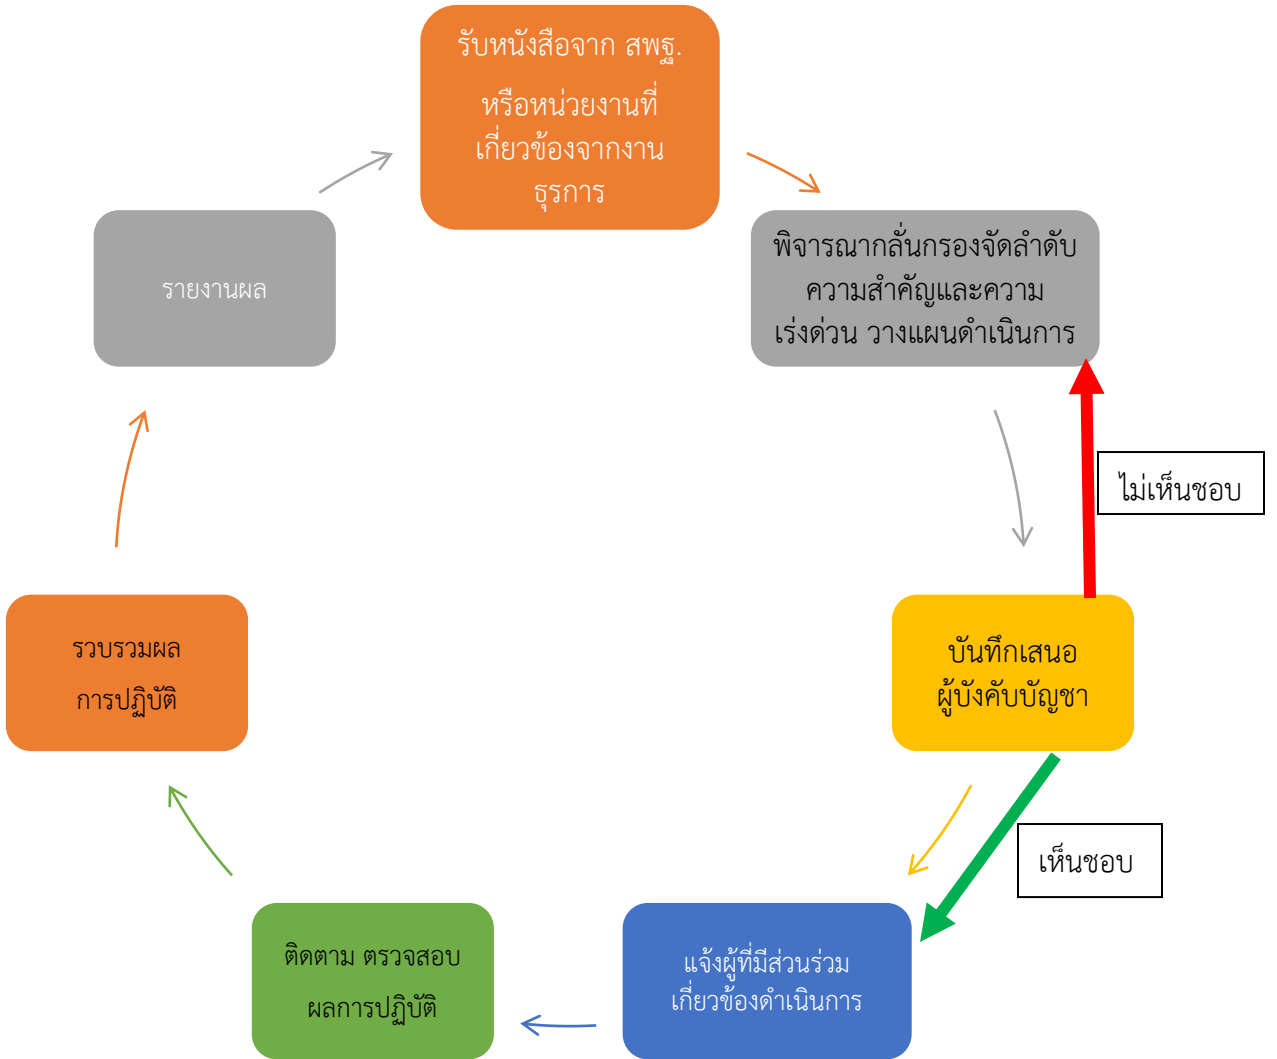 รับหนังสือจาก สพฐ.
หรือหน่วยงานที่
เกี่ยวข้องจากงาน
ธุรการ
พิจารณากลั่นกรองจัดลำดับ
ความสำคัญและความ
เร่งด่วน วางแผนดำเนินการ
ไม่เห็นชอบ
บันทึกเสนอ
ผู้บังคับบัญชา
เห็นชอบ
แจ้งผู้ที่มีส่วนร่วม
เกี่ยวข้องดำเนินการ
ติดตาม ตรวจสอบ
ผลการปฏิบัติ
รวบรวมผล
การปฏิบัติ
รายงานผล